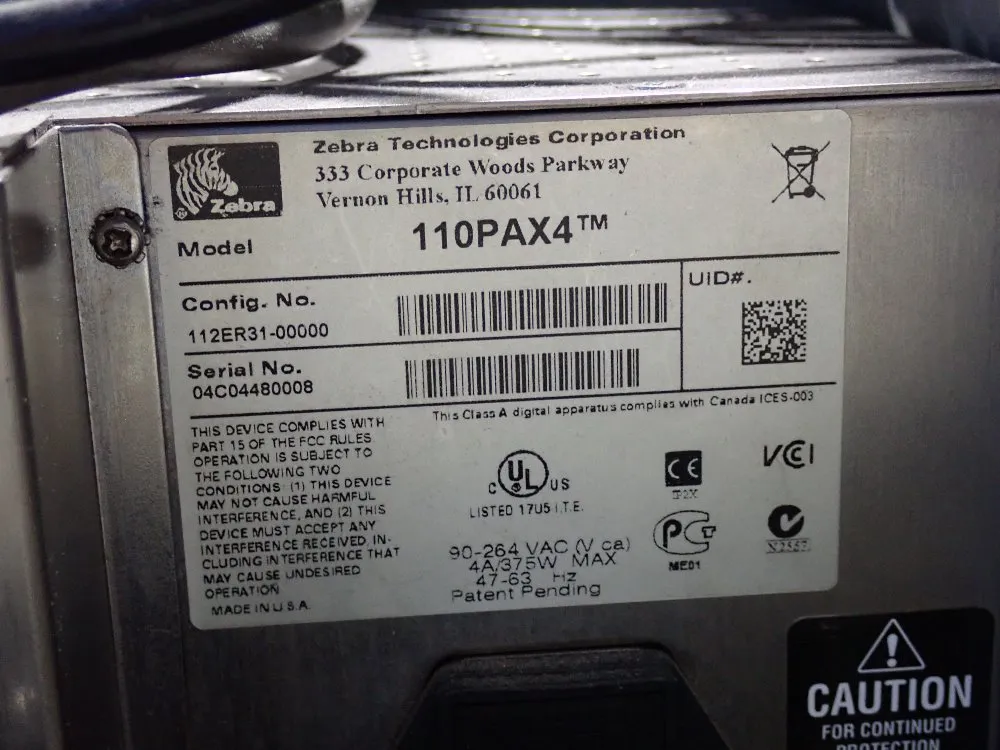 Zebra Technologies Corporation
333 Corporate Woods Parkway
Vernon Hills, IL 60061
Zebra
Model
110PAX4™
Config. No.
112ER31-00000
UID#.
Serial No.
04C04480008
This Class A digital apparatus complies with Canada ICES-003
THIS DEVICE COMPLIES WITH
PART 15 OF THE FCC RULES
OPERATION IS SUBJECT TO
THE FOLLOWING TWO
CONDITIONS: (1) THIS DEVICE
MAY NOT CAUSE HARMFUL
INTERFERENCE, AND (2) THIS
DEVICE MUST ACCEPT ANY
INTERFERENCE RECEIVED, IN-
CLUDING INTERFERENCE THAT
MAY CAUSE UNDESIRED
OPERATION
MADE IN U.S.A.
C UL US
LISTED 17U5 I.T.E.
90-264 VAC (V ca)
4A/375W MAX
47-63 Hz
Patent Pending
CE
IP2X
VCCI
ME01
N2567
CAUTION
FOR CONTINUED
PROTECTION